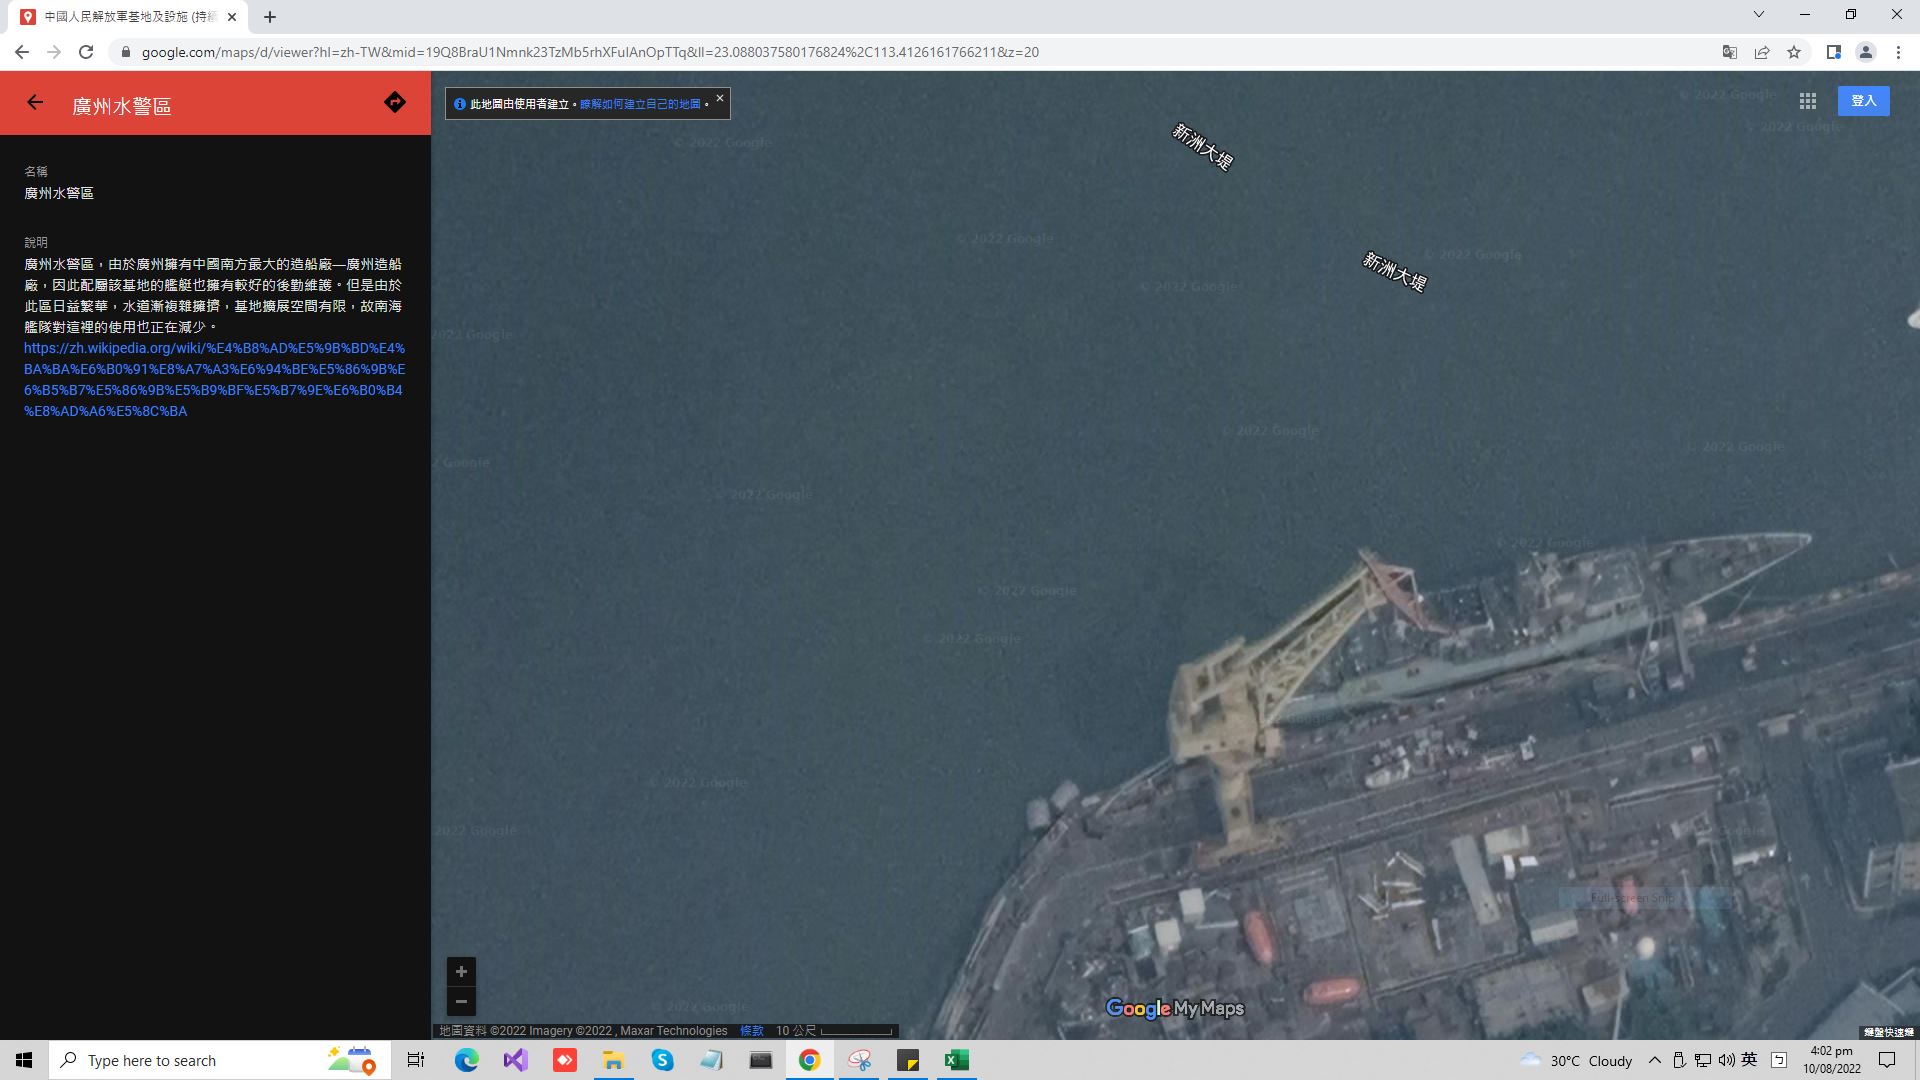 中國人民解放軍基地及設施 (持續
google.com/maps/d/viewer?hl=zh-TW&mid=19Q8BraU1Nmnk23TzMb5rhXFuIAnOpTTq&ll=23.088037580176824%2C113.4126161766211&z=20
廣州水警區
此地圖由使用者建立。瞭解如何建立自己的地圖。
登入
名稱
廣州水警區
說明
廣州水警區，由於廣州擁有中國南方最大的造船廠—廣州造船
廠，因此配屬該基地的艦艇也擁有較好的後勤維護。但是由於
此區日益繁華，水道漸複雜擁擠，基地擴展空間有限，故南海
艦隊對這裡的使用也正在減少。
https://zh.wikipedia.org/wiki/%E4%B8%AD%E5%9B%BD%E4%
BA%BA%E6%B0%91%E8%A7%A3%E6%94%BE%E5%86%9B%E
6%B5%B7%E5%86%9B%E5%B9%BF%E5%B7%9E%E6%B0%B4
%E8%AD%A6%E5%8C%BA
新洲大堤
新洲大堤
© 2022 Google
Full-screen Snip
Google My Maps
地圖資料 ©2022 Imagery ©2022 , Maxar Technologies 條款 10 公尺
鍵盤快速鍵
Type here to search
30°C Cloudy
英
4:02 pm
10/08/2022